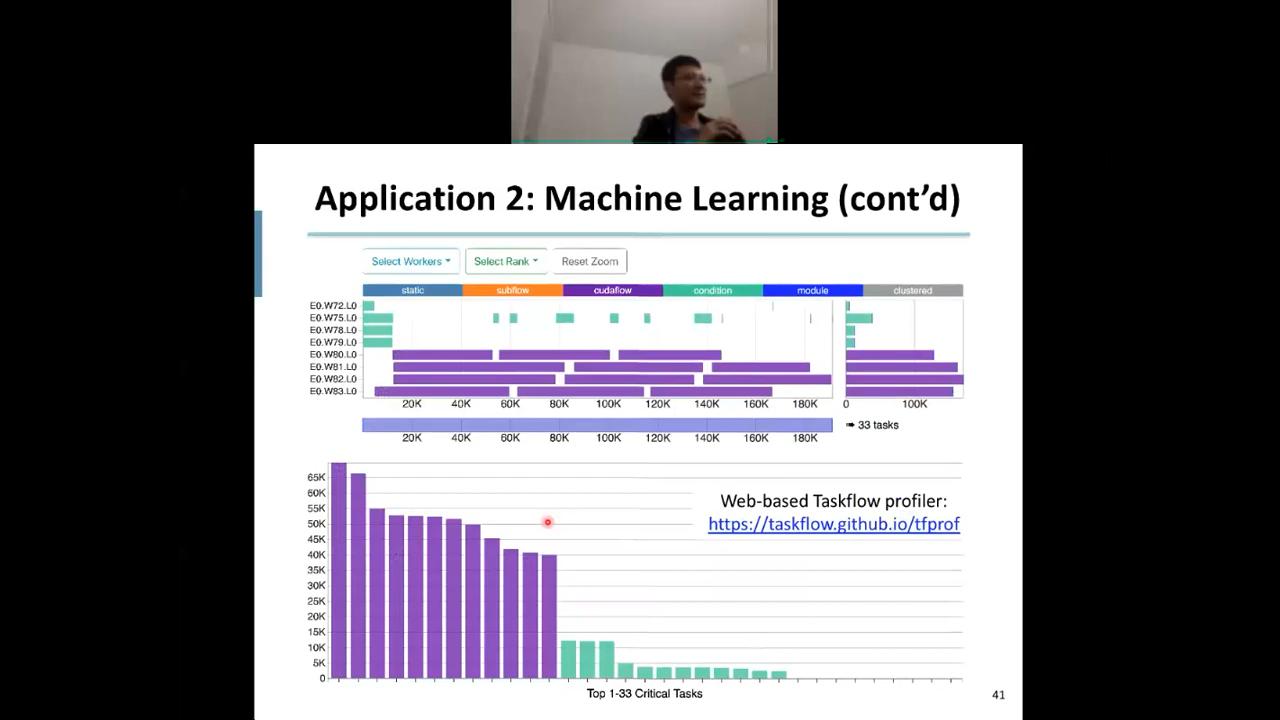 Application 2: Machine Learning (cont'd)
Select Workers Select Rank Reset Zoom
static subflow cudaflow condition module clustered
E0.W72.L0
E0.W75.L0
E0.W78.L0
E0.W79.L0
E0.W80.L0
E0.W81.L0
E0.W82.L0
E0.W83.L0
20K 40K 60K 80K 100K 120K 140K 160K 180K 0 100K
➠ 33 tasks
20K 40K 60K 80K 100K 120K 140K 160K 180K
65K
60K
55K
50K
45K
40K
35K
30K
25K
20K
15K
10K
5K
0
Web-based Taskflow profiler:
https://taskflow.github.io/tfprof
Top 1-33 Critical Tasks
41